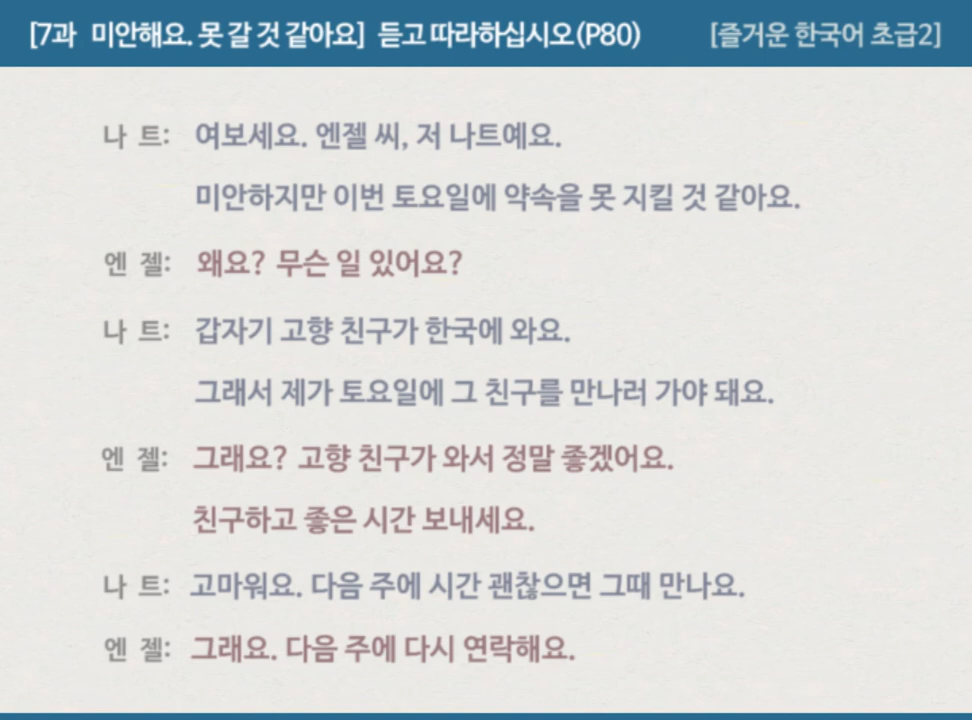 [7과 미안해요. 못 갈 것 같아요] 듣고 따라하십시오(P80) [즐거운 한국어 초급2]
나 트: 여보세요. 엔젤 씨, 저 나트예요.
미안하지만 이번 토요일에 약속을 못 지킬 것 같아요.
엔 젤: 왜요? 무슨 일 있어요?
나 트: 갑자기 고향 친구가 한국에 와요.
그래서 제가 토요일에 그 친구를 만나러 가야 돼요.
엔 젤: 그래요? 고향 친구가 와서 정말 좋겠어요.
친구하고 좋은 시간 보내세요.
나 트: 고마워요. 다음 주에 시간 괜찮으면 그때 만나요.
엔 젤: 그래요. 다음 주에 다시 연락해요.